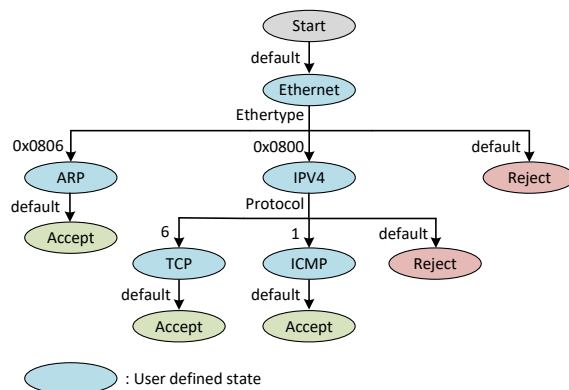 Start
default
Ethernet
Ethertype
0x0806
0x0800
default
ARP
IPV4
Reject
default
Protocol
Accept
6
1
default
TCP
ICMP
Reject
default
default
Accept
Accept
: User defined state